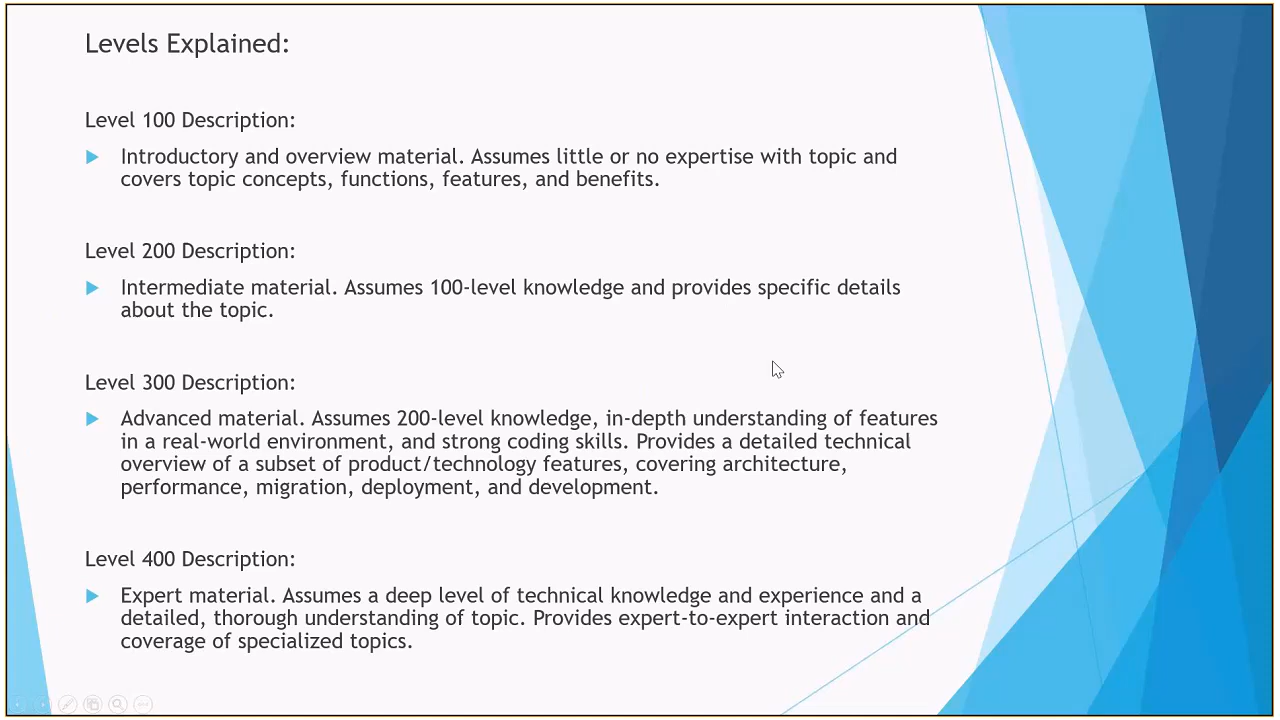 Levels Explained:
Level 100 Description:
Introductory and overview material. Assumes little or no expertise with topic and
covers topic concepts, functions, features, and benefits.
Level 200 Description:
Intermediate material. Assumes 100-level knowledge and provides specific details
about the topic.
Level 300 Description:
Advanced material. Assumes 200-level knowledge, in-depth understanding of features
in a real-world environment, and strong coding skills. Provides a detailed technical
overview of a subset of product/technology features, covering architecture,
performance, migration, deployment, and development.
Level 400 Description:
Expert material. Assumes a deep level of technical knowledge and experience and a
detailed, thorough understanding of topic. Provides expert-to-expert interaction and
coverage of specialized topics.